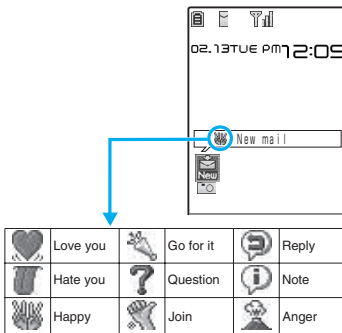 02.13TUE PM12:05
New mail
New
Love you Go for it Reply
Hate you Question Note
Happy Join Anger